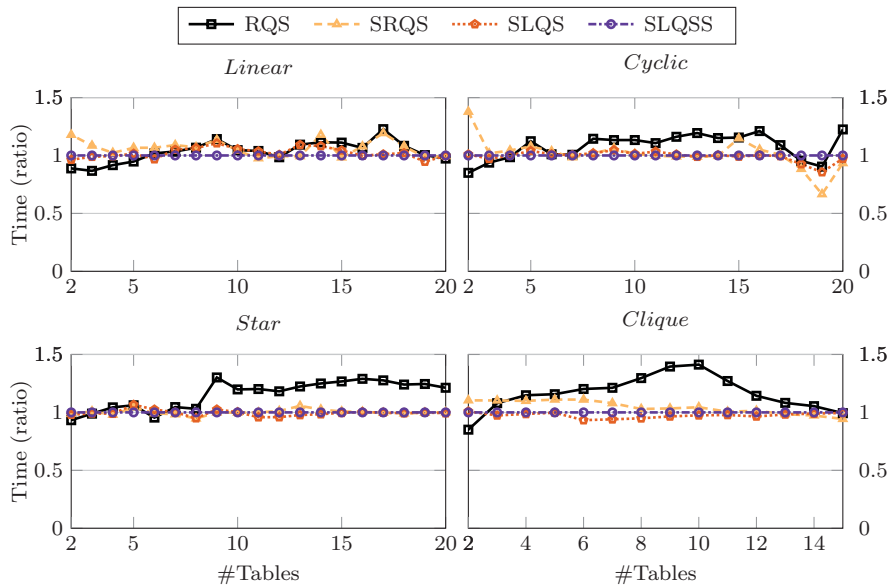 RQS SRQS SLQS SLQSS
Linear Cyclic
1.5 1.5
1 1
0.5
0 0
Time (ratio)
2 5 10 15 20 2 5 10 15 20
Star Clique
1.5 1.5
1 1
0.5 0.5
0 0
Time (ratio)
2 5 10 15 20 2 4 6 8 10 12 14
#Tables #Tables